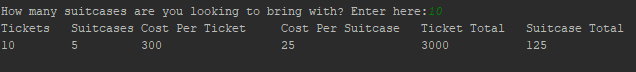 How many suitcases are you looking to bring with? Enter here:10
Tickets Suitcases Cost Per Ticket Cost Per Suitcase Ticket Total Suitcase Total
10 5 300 25 3000 125